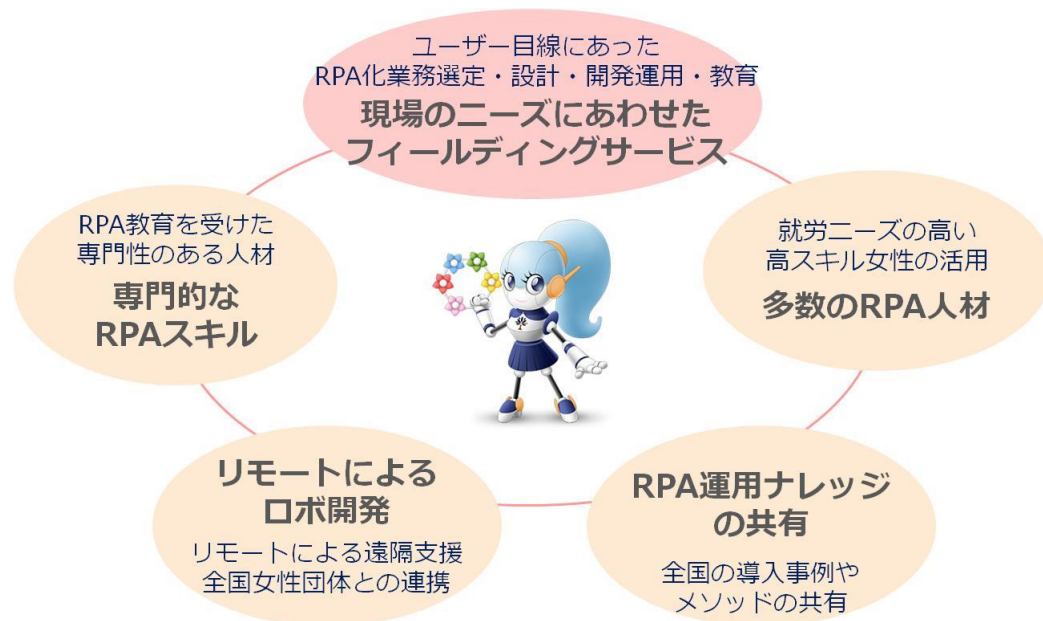 ユーザー目線にあった
RPA化業務選定・設計・開発運用・教育
現場のニーズにあわせた
フィールディングサービス
RPA教育を受けた
専門性のある人材
専門的な
RPAスキル
就労ニーズの高い
高スキル女性の活用
多数のRPA人材
リモートによる
ロボ開発
リモートによる遠隔支援
全国女性団体との連携
RPA運用ナレッジ
の共有
全国の導入事例や
メソッドの共有